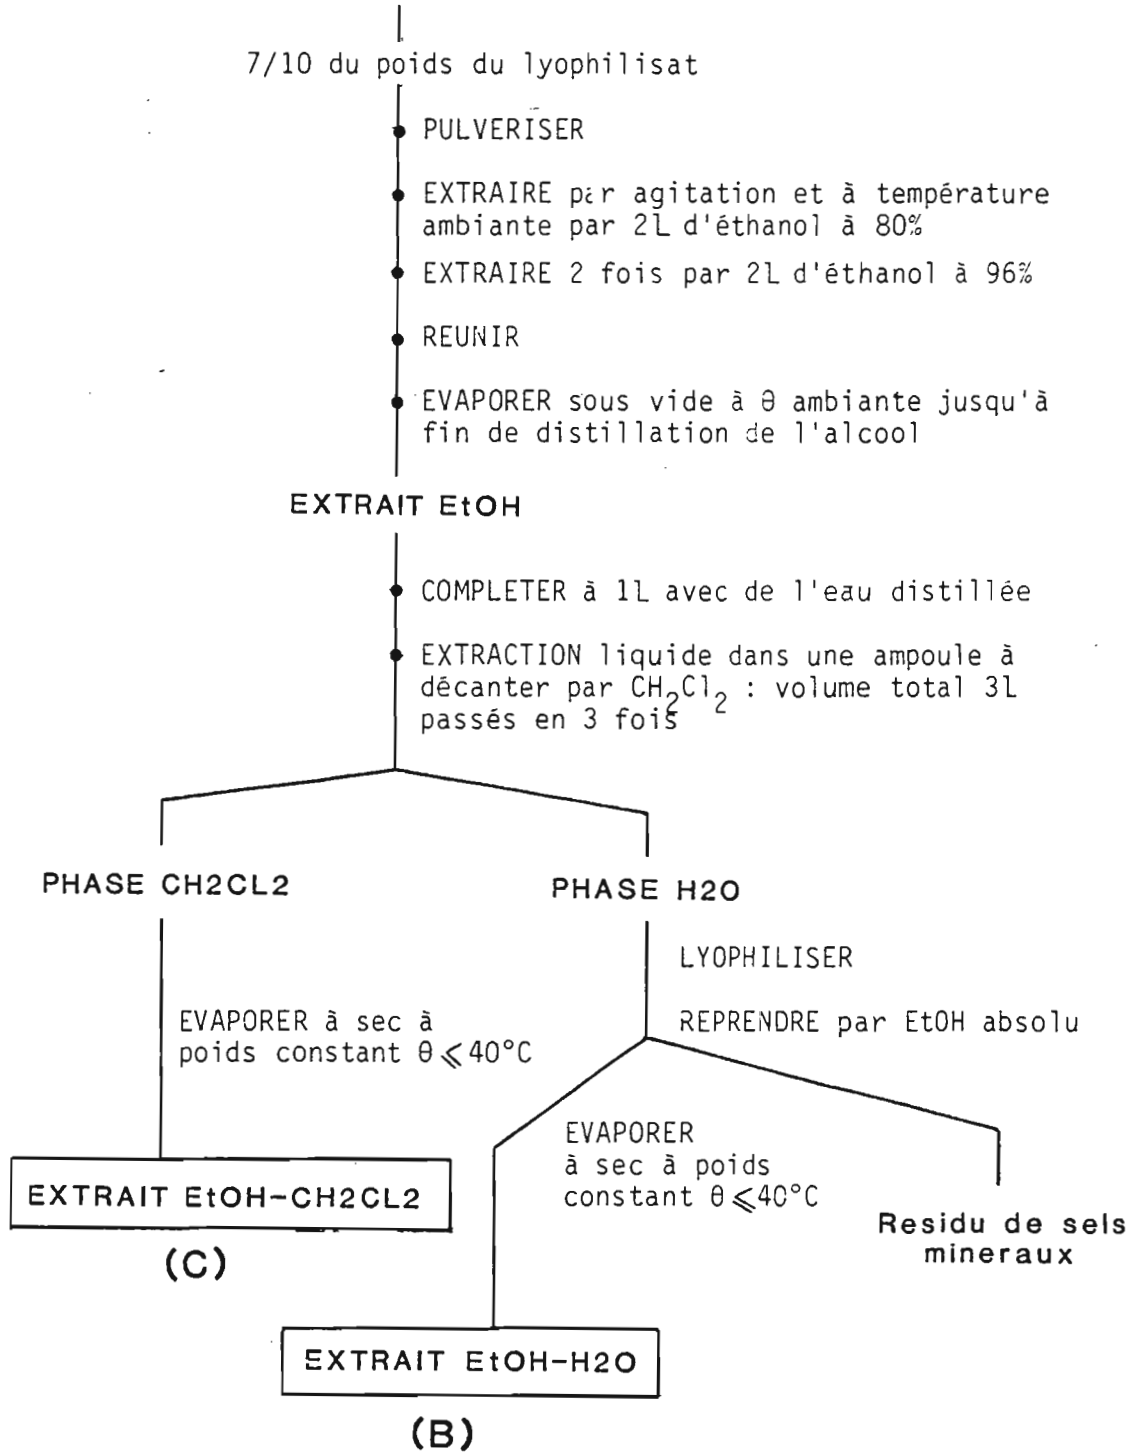 7/10 du poids du lyophilisat
PULVERISER
EXTRAIRE par agitation et à température
ambiante par 2L d'éthanol à 80%
EXTRAIRE 2 fois par 2L d'éthanol à 96%
REUNIR
EVAPORER sous vide à θ ambiante jusqu'à
fin de distillation de l'alcool
EXTRAIT EtOH
COMPLETER à 1L avec de l'eau distillée
EXTRACTION liquide dans une ampoule à
décanter par CH₂Cl₂ : volume total 3L
passés en 3 fois
PHASE CH2CL2
PHASE H2O
LYOPHILISER
REPRENDRE par EtOH absolu
EVAPORER à sec à
poids constant θ ⩽ 40°C
EVAPORER
à sec à poids
constant θ ⩽ 40°C
EXTRAIT EtOH-CH2CL2
(C)
Residu de sels
mineraux
EXTRAIT EtOH-H2O
(B)